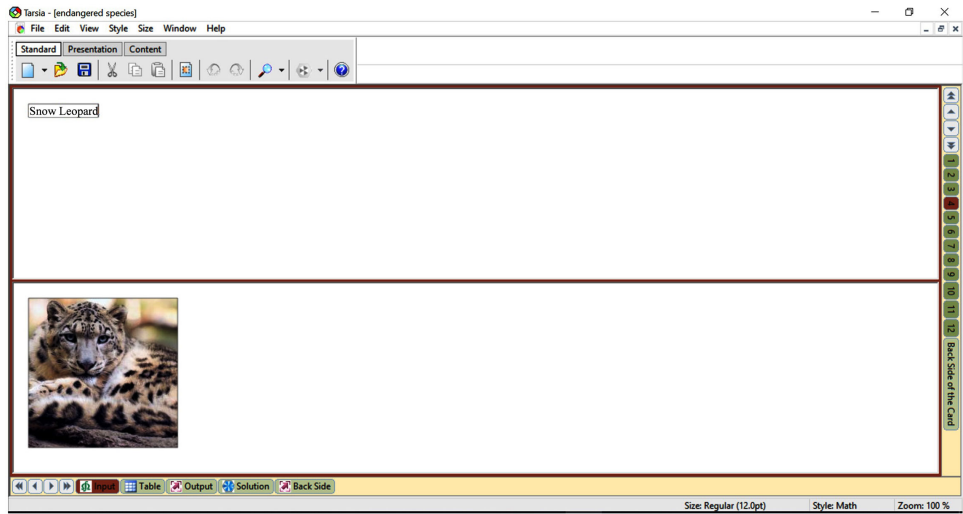 Tarsia - [endangered species]
File Edit View Style Size Window Help
Standard Presentation Content
Snow Leopard
1
2
3
4
5
6
7
8
9
10
11
12
Back Side of the Card
Input Table Output Solution Back Side
Size: Regular (12.0pt) Style: Math Zoom: 100 %